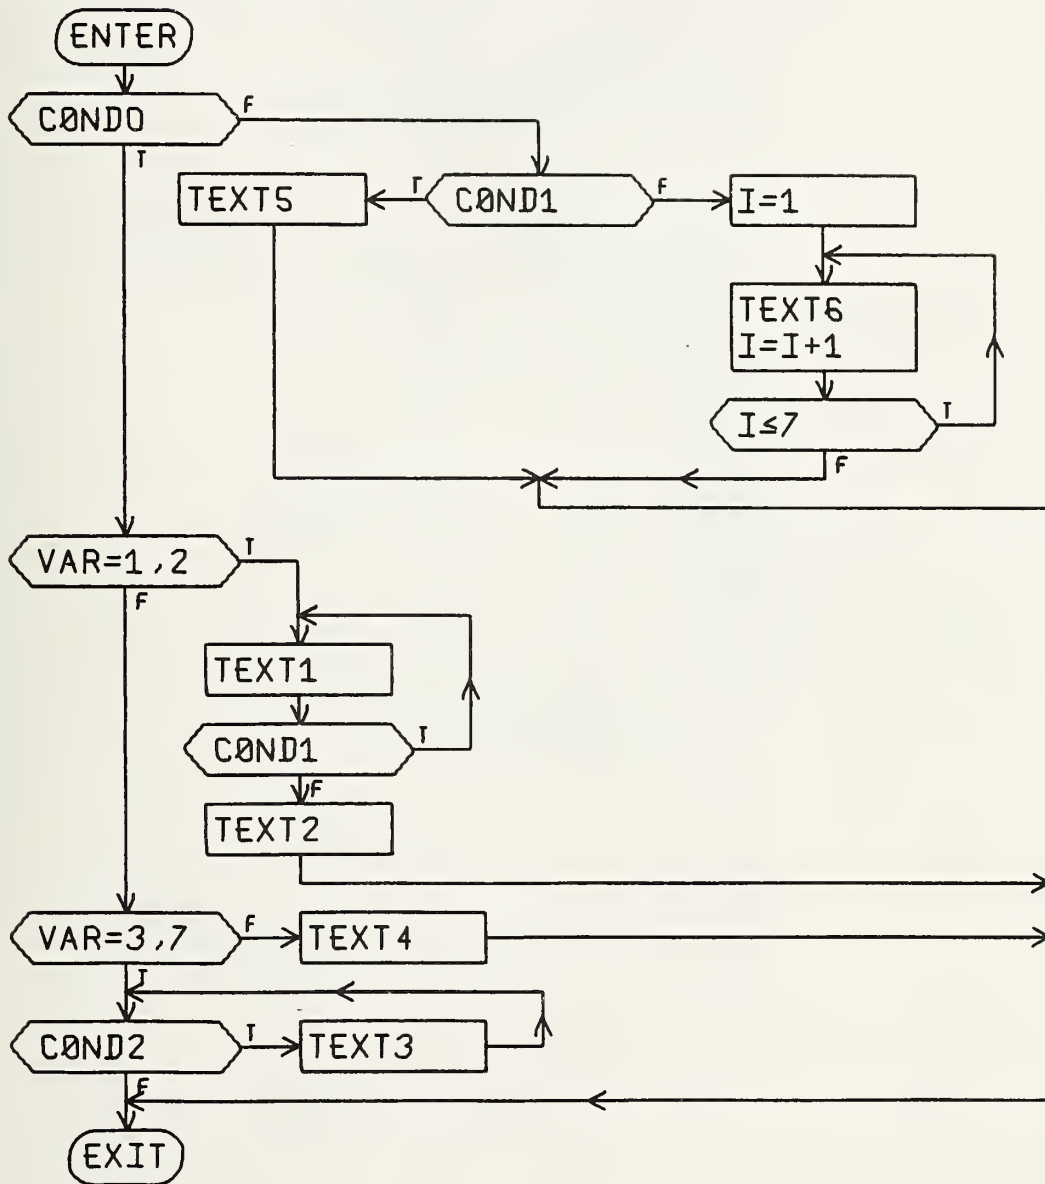 ENTER
CØND0
F
T
TEXT5
T
CØND1
F
I=1
TEXT6
I=I+1
I≤7
T
F
VAR=1,2
T
F
TEXT1
CØND1
T
F
TEXT2
VAR=3,7
F
TEXT4
T
CØND2
T
TEXT3
F
EXIT